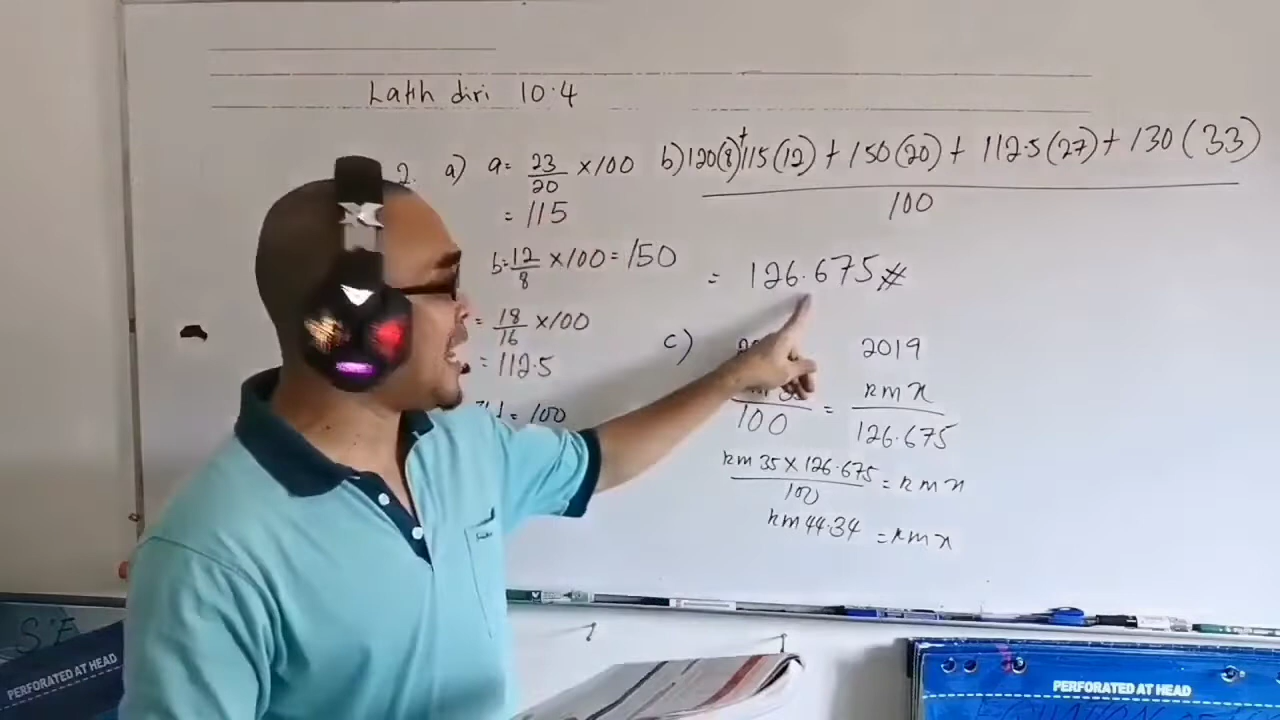 Latih diri 10.4
2. a) a = 23/20 × 100
= 115
b = 12/8 × 100 = 150
= 18/16 × 100
= 112.5
= 100
b) 120(8) + 115(12) + 150(20) + 112.5(27) + 130(33)
100
= 126.675 #
c) 2019
100 = rm x / 126.675
rm 35 × 126.675 / 100 = rm x
rm 44.34 = rm x
PERFORATED AT HEAD
PERFORATED AT HEAD